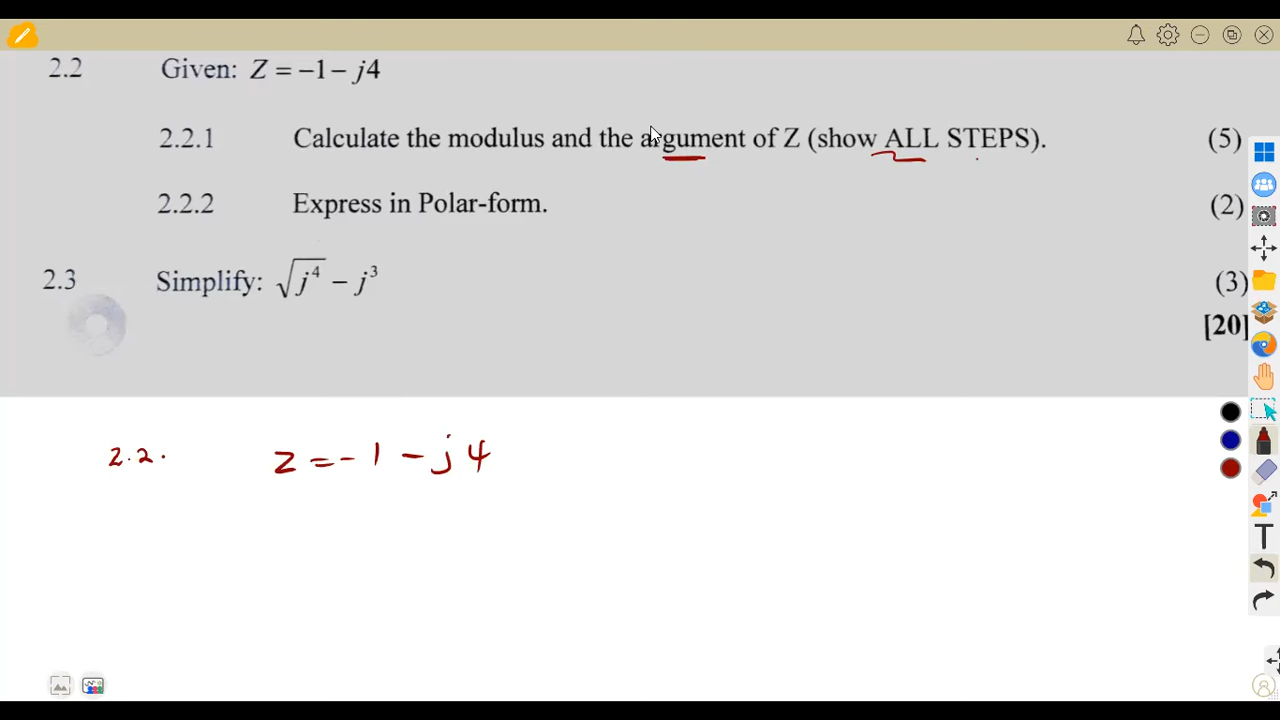 2.2 Given: Z = −1 − j4
2.2.1 Calculate the modulus and the argument of Z (show ALL STEPS). (5)
2.2.2 Express in Polar-form. (2)
2.3 Simplify: √j⁴ − j³ (3)
[20]
2.2. z = -1 - j4
T